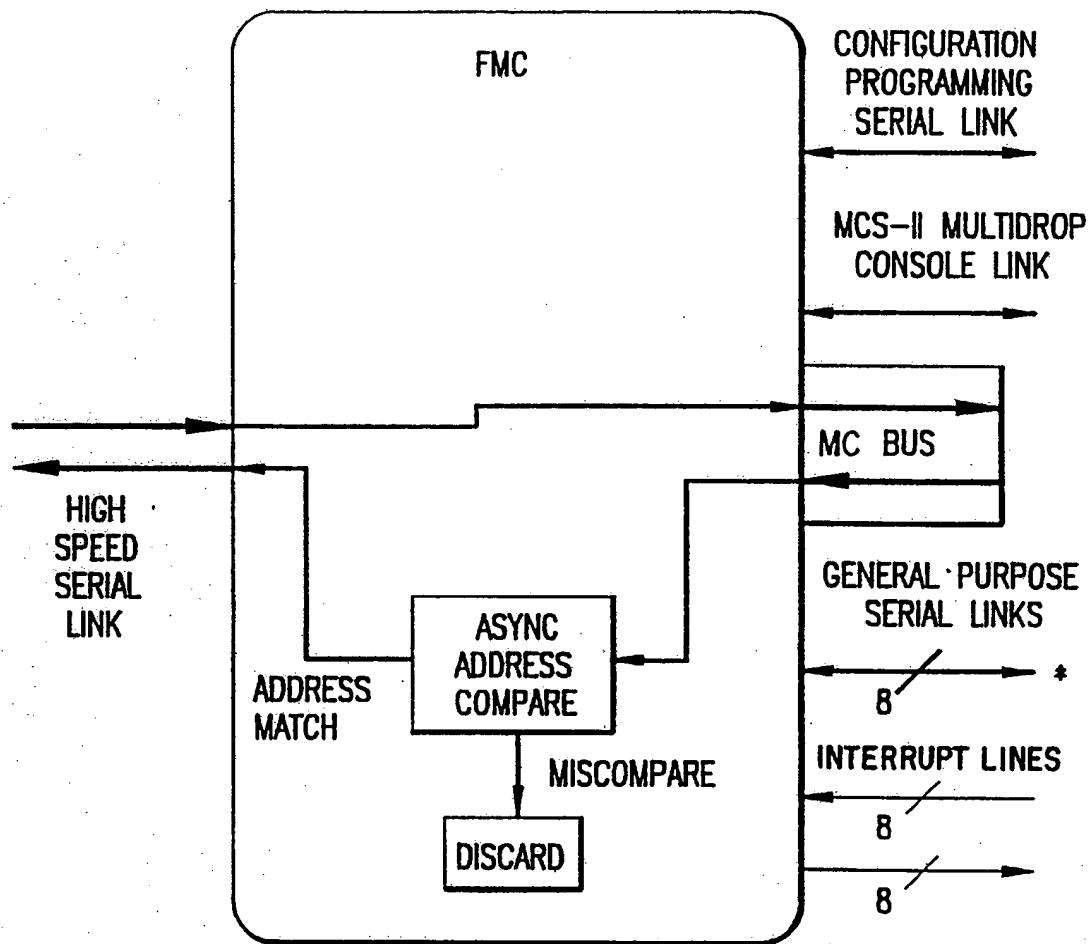 FMC
CONFIGURATION
PROGRAMMING
SERIAL LINK
MCS-II MULTIDROP
CONSOLE LINK
MC BUS
HIGH
SPEED
SERIAL
LINK
GENERAL PURPOSE
SERIAL LINKS
ASYNC
ADDRESS
COMPARE
ADDRESS
MATCH
8
*
MISCOMPARE
INTERRUPT LINES
8
DISCARD
8